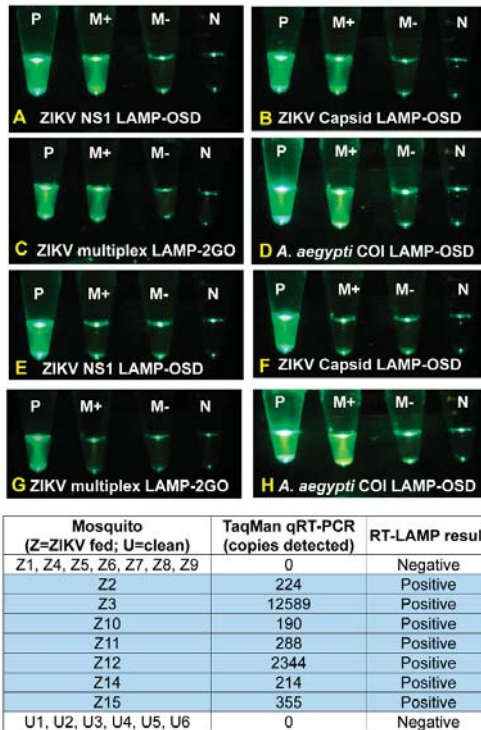 P M+ M- N
A ZIKV NS1 LAMP-OSD
P M+ M- N
B ZIKV Capsid LAMP-OSD
P M+ M- N
C ZIKV multiplex LAMP-2GO
P M+ M- N
D A. aegypti COI LAMP-OSD
P M+ M- N
E ZIKV NS1 LAMP-OSD
P M+ M- N
F ZIKV Capsid LAMP-OSD
P M+ M- N
G ZIKV multiplex LAMP-2GO
P M+ M- N
H A. aegypti COI LAMP-OSD
Mosquito TaqMan qRT-PCR RT-LAMP result
(Z=ZIKV fed; U=clean) (copies detected)
Z1, Z4, Z5, Z6, Z7, Z8, Z9 0 Negative
Z2 224 Positive
Z3 12589 Positive
Z10 190 Positive
Z11 288 Positive
Z12 2344 Positive
Z14 214 Positive
Z15 355 Positive
U1, U2, U3, U4, U5, U6 0 Negative